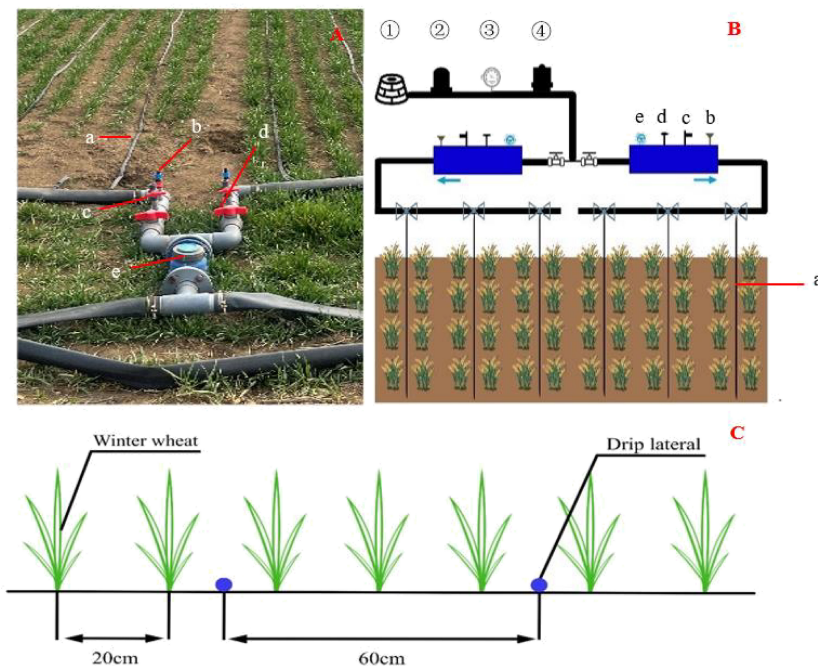 A
a
b
c
d
e
B
① ② ③ ④
e d c b
a
C
Winter wheat
Drip lateral
20cm
60cm